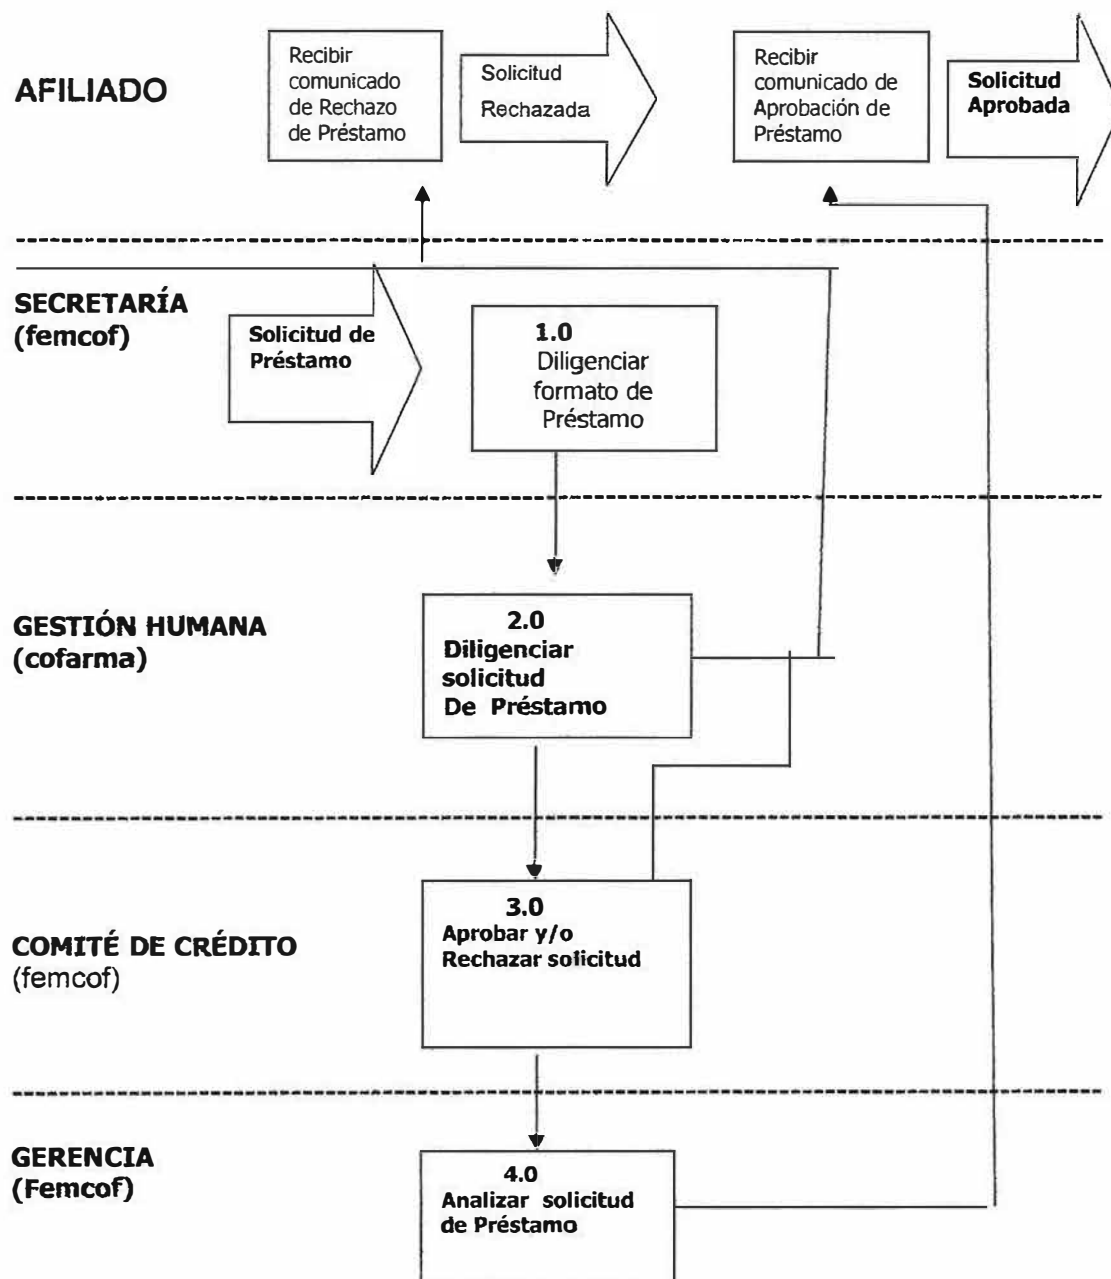 AFILIADO
Recibir
comunicado
de Rechazo
de Préstamo
Solicitud
Rechazada
Recibir
comunicado de
Aprobación de
Préstamo
Solicitud
Aprobada
SECRETARÍA
(femcof)
Solicitud de
Préstamo
1.0
Diligenciar
formato de
Préstamo
GESTIÓN HUMANA
(cofarma)
2.0
Diligenciar
solicitud
De Préstamo
COMITÉ DE CRÉDITO
(femcof)
3.0
Aprobar y/o
Rechazar solicitud
GERENCIA
(Femcof)
4.0
Analizar solicitud
de Préstamo